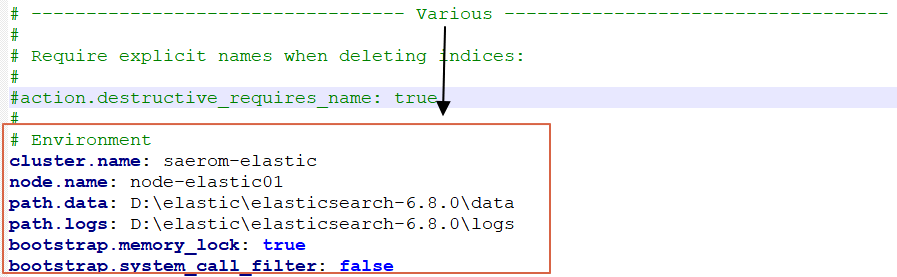 # ---------------------------------- Various -----------------------------------
#
# Require explicit names when deleting indices:
#
#action.destructive_requires_name: true
#
# Environment
cluster.name: saerom-elastic
node.name: node-elastic01
path.data: D:\elastic\elasticsearch-6.8.0\data
path.logs: D:\elastic\elasticsearch-6.8.0\logs
bootstrap.memory_lock: true
bootstrap.system_call_filter: false